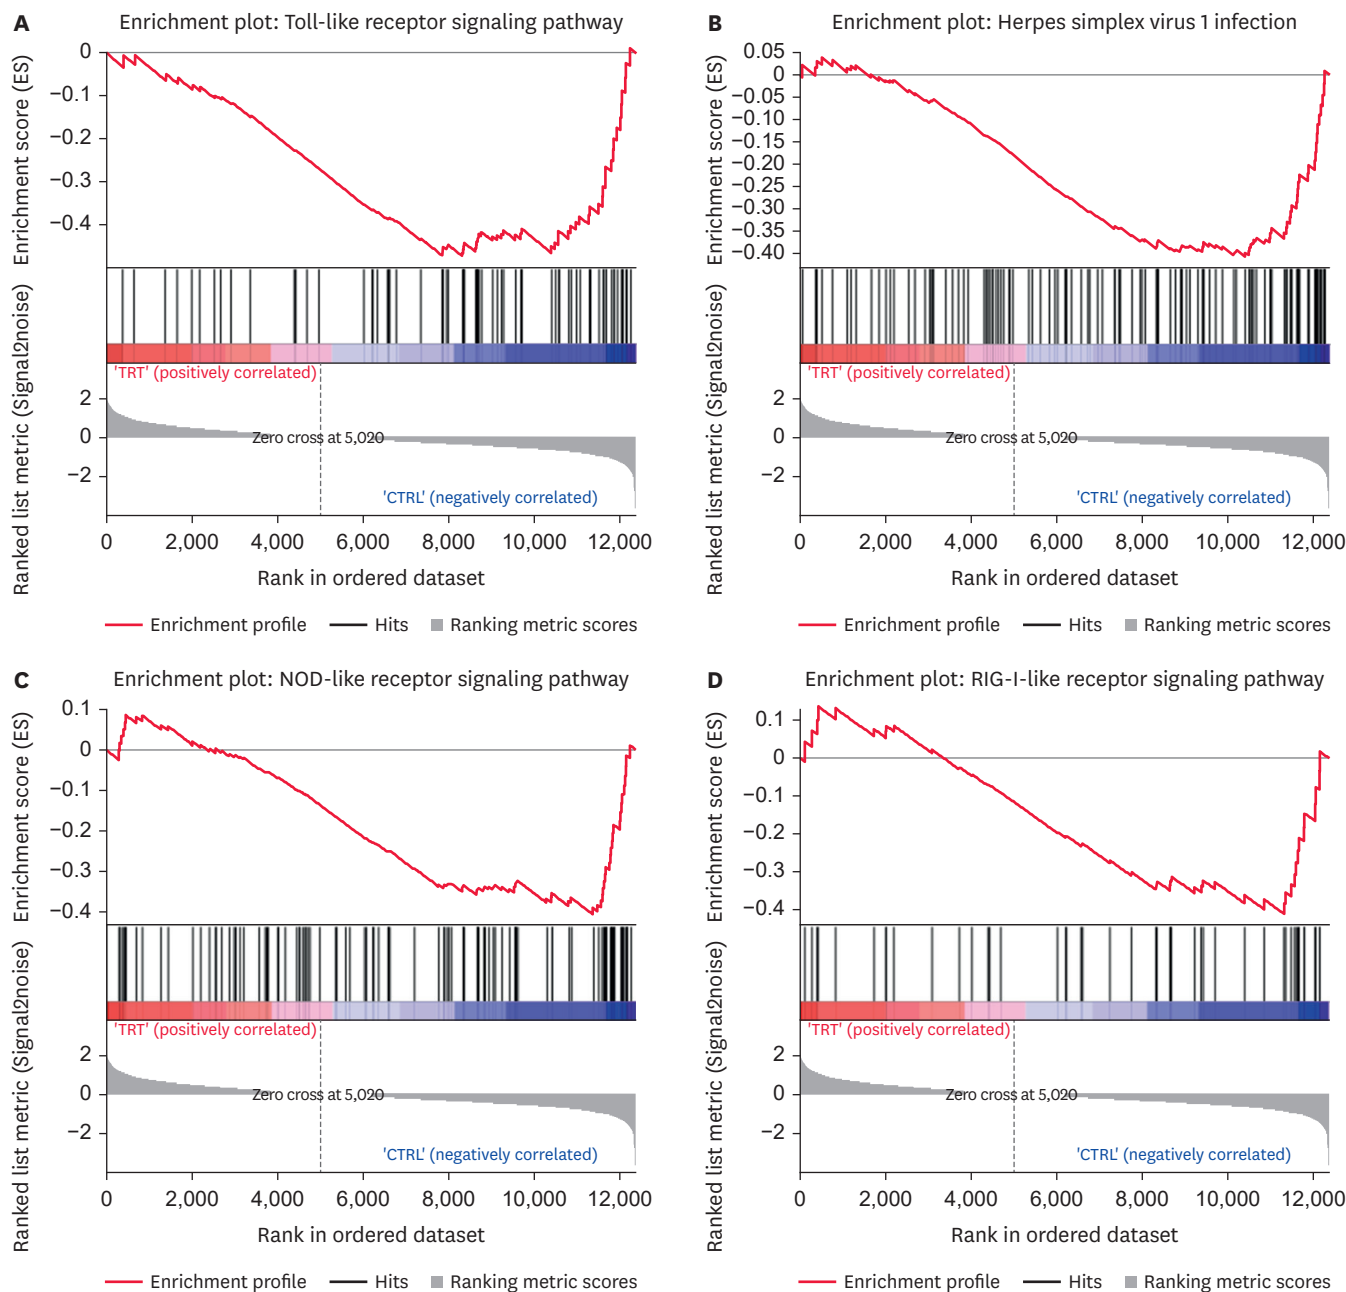 A Enrichment plot: Toll-like receptor signaling pathway
Enrichment score (ES)
0
−0.1
−0.2
−0.3
−0.4
Ranked list metric (Signal2noise)
'TRT' (positively correlated)
2
0
−2
Zero cross at 5,020
'CTRL' (negatively correlated)
0 2,000 4,000 6,000 8,000 10,000 12,000
Rank in ordered dataset
Enrichment profile Hits Ranking metric scores
B Enrichment plot: Herpes simplex virus 1 infection
Enrichment score (ES)
0.05
0
−0.05
−0.10
−0.15
−0.20
−0.25
−0.30
−0.35
−0.40
Ranked list metric (Signal2noise)
'TRT' (positively correlated)
2
0
−2
Zero cross at 5,020
'CTRL' (negatively correlated)
0 2,000 4,000 6,000 8,000 10,000 12,000
Rank in ordered dataset
Enrichment profile Hits Ranking metric scores
C Enrichment plot: NOD-like receptor signaling pathway
Enrichment score (ES)
0.1
0
−0.1
−0.2
−0.3
−0.4
Ranked list metric (Signal2noise)
'TRT' (positively correlated)
2
0
−2
Zero cross at 5,020
'CTRL' (negatively correlated)
0 2,000 4,000 6,000 8,000 10,000 12,000
Rank in ordered dataset
Enrichment profile Hits Ranking metric scores
D Enrichment plot: RIG-I-like receptor signaling pathway
Enrichment score (ES)
0.1
0
−0.1
−0.2
−0.3
−0.4
Ranked list metric (Signal2noise)
'TRT' (positively correlated)
2
0
−2
Zero cross at 5,020
'CTRL' (negatively correlated)
0 2,000 4,000 6,000 8,000 10,000 12,000
Rank in ordered dataset
Enrichment profile Hits Ranking metric scores